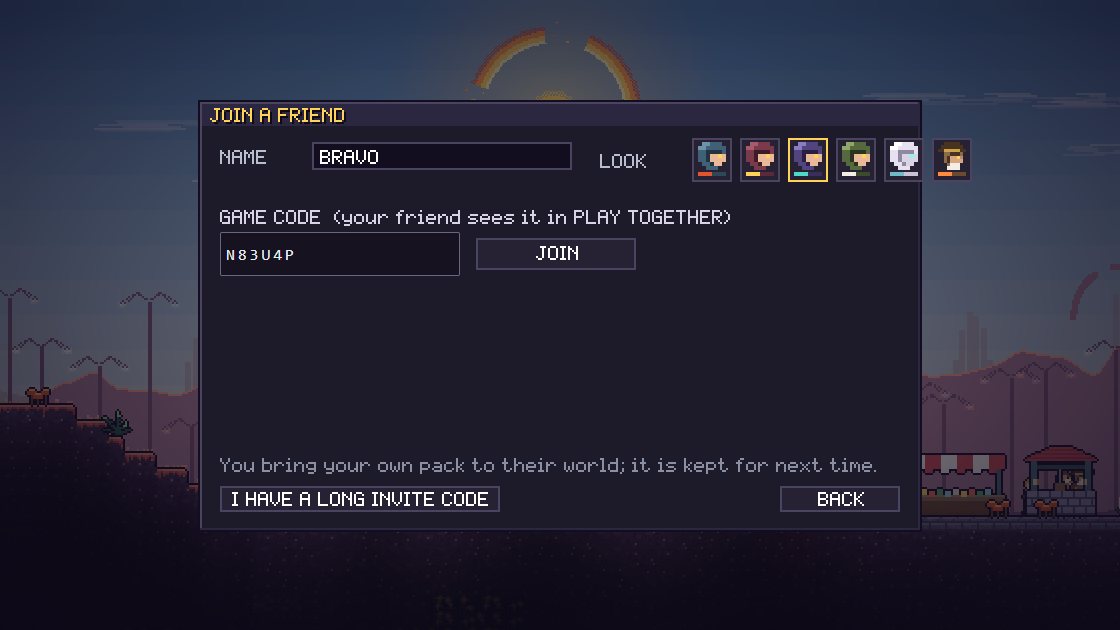 JOIN A FRIEND
NAME BRAVO LOOK
GAME CODE (your friend sees it in PLAY TOGETHER)
N83U4P JOIN
You bring your own pack to their world; it is kept for next time.
I HAVE A LONG INVITE CODE BACK